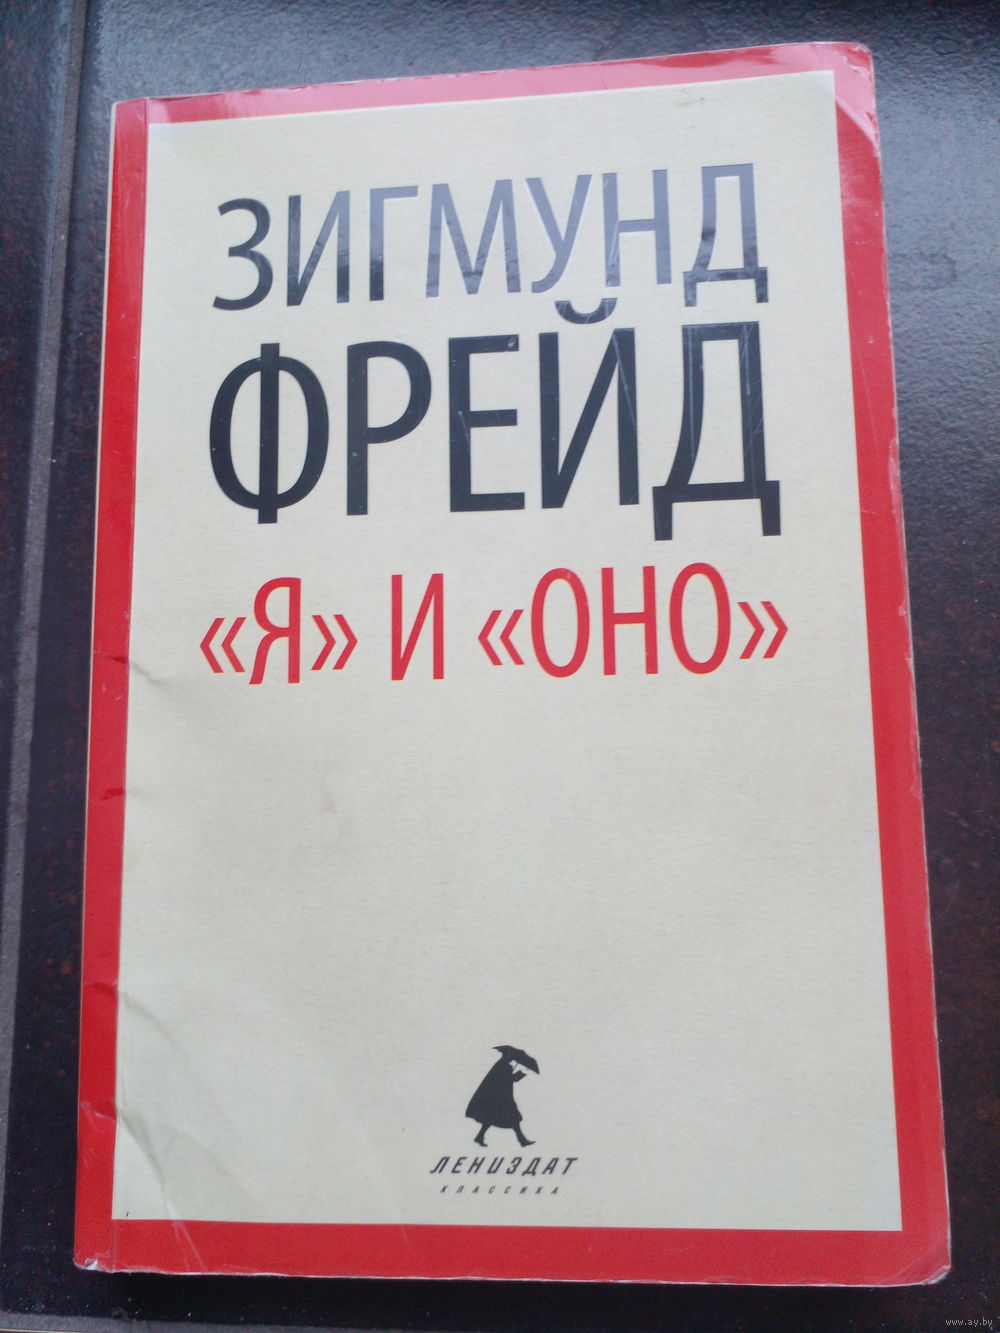 ЗИГМУНД
ФРЕЙД
«Я» И «ОНО»
ЛЕНИЗДАТ
КЛАССИКА
www.ay.by